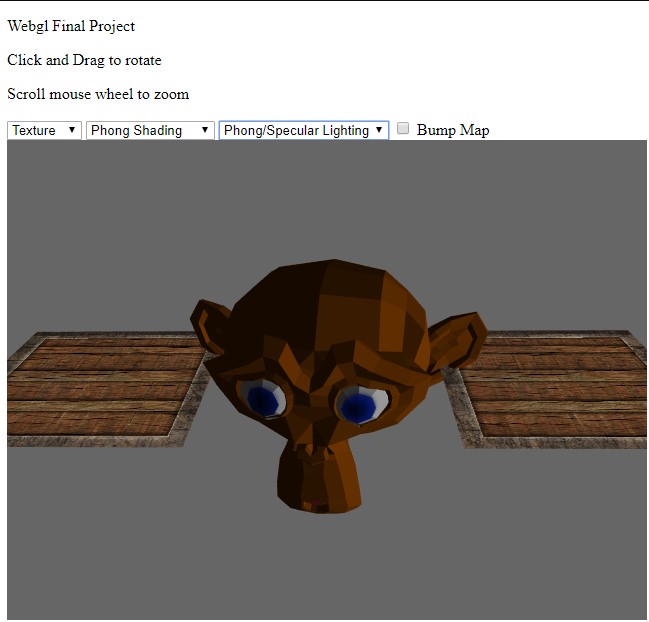 Webgl Final Project
Click and Drag to rotate
Scroll mouse wheel to zoom
Texture Phong Shading Phong/Specular Lighting Bump Map